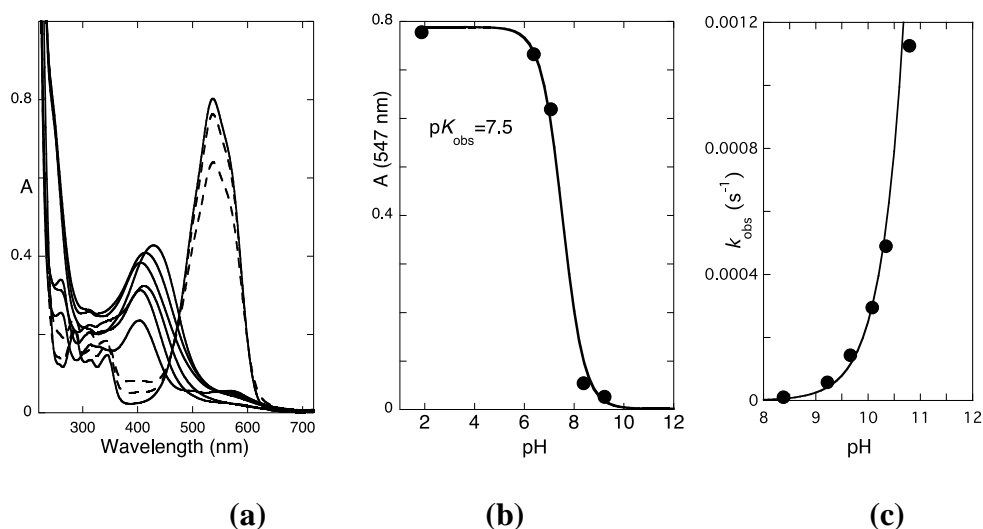 0.8
A
0.4
0
300 400 500 600 700
Wavelength (nm)
(a)
0.8
A (547 nm)
0.4
0
pKobs=7.5
2 4 6 8 10 12
pH
(b)
0.0012
0.0008
kobs (s-1)
0.0004
0
8 9 10 11 12
pH
(c)